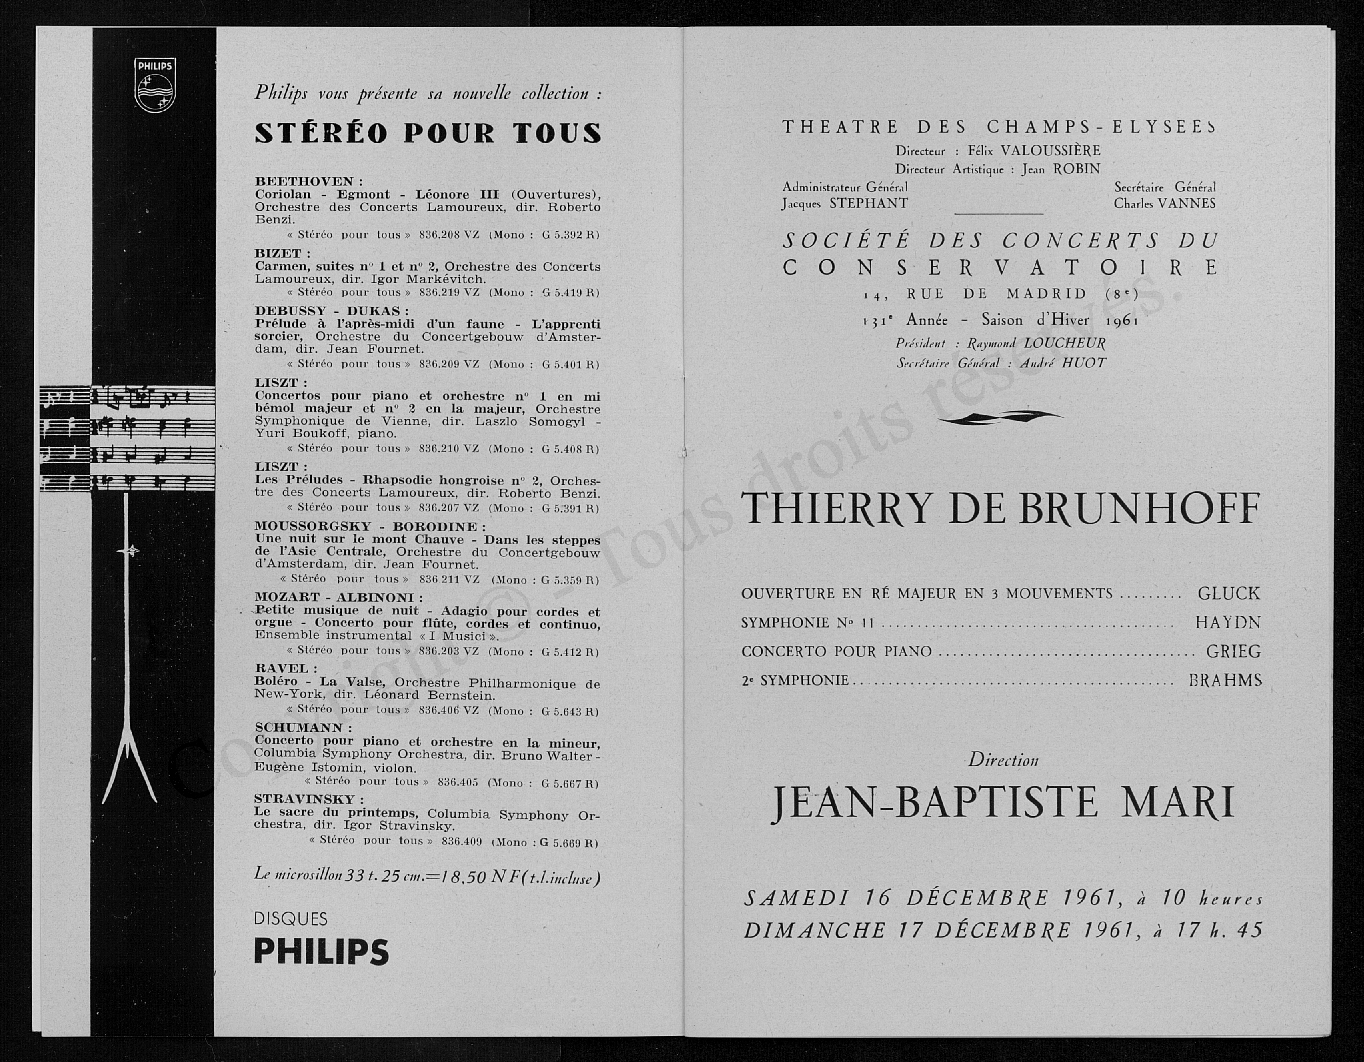 PHILIPS
Philips vous présente sa nouvelle collection :
STÉRÉO POUR TOUS
BEETHOVEN :
Coriolan - Egmont - Léonore III (Ouvertures),
Orchestre des Concerts Lamoureux, dir. Roberto
Benzi.
« Stéréo pour tous » 836.208 VZ (Mono : G 5.392 R)
BIZET :
Carmen, suites n° 1 et n° 2, Orchestre des Concerts
Lamoureux, dir. Igor Markévitch.
« Stéréo pour tous » 836.219 VZ (Mono : G 5.419 R)
DEBUSSY - DUKAS :
Prélude à l'après-midi d'un faune - L'apprenti
sorcier, Orchestre du Concertgebouw d'Amster-
dam, dir. Jean Fournet.
« Stéréo pour tous » 836.209 VZ (Mono : G 5.401 R)
LISZT :
Concertos pour piano et orchestre n° 1 en mi
bémol majeur et n° 2 en la majeur, Orchestre
Symphonique de Vienne, dir. Laszlo Somogyl -
Yuri Boukoff, piano.
« Stéréo pour tous » 836.210 VZ (Mono : G 5.408 R)
LISZT :
Les Préludes - Rhapsodie hongroise n° 2, Orches-
tre des Concerts Lamoureux, dir. Roberto Benzi.
« Stéréo pour tous » 836.207 VZ (Mono : G 5.391 R)
MOUSSORGSKY - BORODINE :
Une nuit sur le mont Chauve - Dans les steppes
de l'Asie Centrale, Orchestre du Concertgebouw
d'Amsterdam, dir. Jean Fournet.
« Stéréo pour tous » 836.211 VZ (Mono : G 5.359 R)
MOZART - ALBINONI :
Petite musique de nuit - Adagio pour cordes et
orgue - Concerto pour flûte, cordes et continuo,
Ensemble instrumental « I Musici ».
« Stéréo pour tous » 836.203 VZ (Mono : G 5.412 R)
RAVEL :
Boléro - La Valse, Orchestre Philharmonique de
New-York, dir. Léonard Bernstein.
« Stéréo pour tous » 836.406 VZ (Mono : G 5.643 R)
SCHUMANN :
Concerto pour piano et orchestre en la mineur,
Columbia Symphony Orchestra, dir. Bruno Walter -
Eugène Istomin, violon.
« Stéréo pour tous » 836.405 (Mono : G 5.667 R)
STRAVINSKY :
Le sacre du printemps, Columbia Symphony Or-
chestra, dir. Igor Stravinsky.
« Stéréo pour tous » 836.409 (Mono : G 5.669 R)
Le microsillon 33 t. 25 cm.=18,50 NF (t.l.incluse)
DISQUES
PHILIPS
THEATRE DES CHAMPS-ELYSEES
Directeur : Félix VALOUSSIÈRE
Directeur Artistique : Jean ROBIN
Administrateur Général Secrétaire Général
Jacques STEPHANT Charles VANNES
SOCIÉTÉ DES CONCERTS DU
CONSERVATOIRE
14, RUE DE MADRID (8e)
131e Année - Saison d'Hiver 1961
Président : Raymond LOUCHEUR
Secrétaire Général : André HUOT
THIERRY DE BRUNHOFF
OUVERTURE EN RÉ MAJEUR EN 3 MOUVEMENTS ......... GLUCK
SYMPHONIE No 11 ..................................... HAYDN
CONCERTO POUR PIANO ................................. GRIEG
2e SYMPHONIE............................................. BRAHMS
Direction
JEAN-BAPTISTE MARI
SAMEDI 16 DÉCEMBRE 1961, à 10 heures
DIMANCHE 17 DÉCEMBRE 1961, à 17 h. 45
Copyright © - Tous droits reservés.